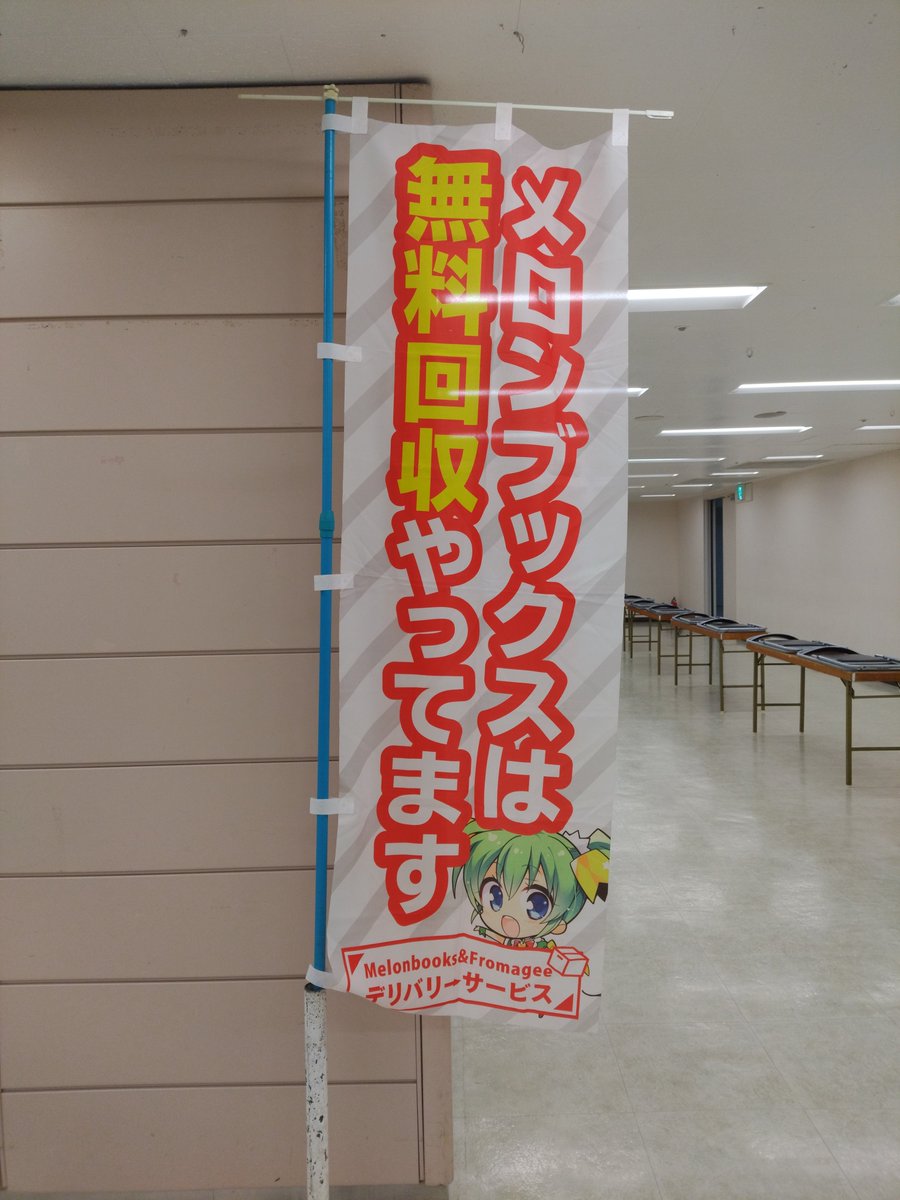 メロンブックスは
無料回収やってます
Melonbooks&Fromagee
デリバリーサービス